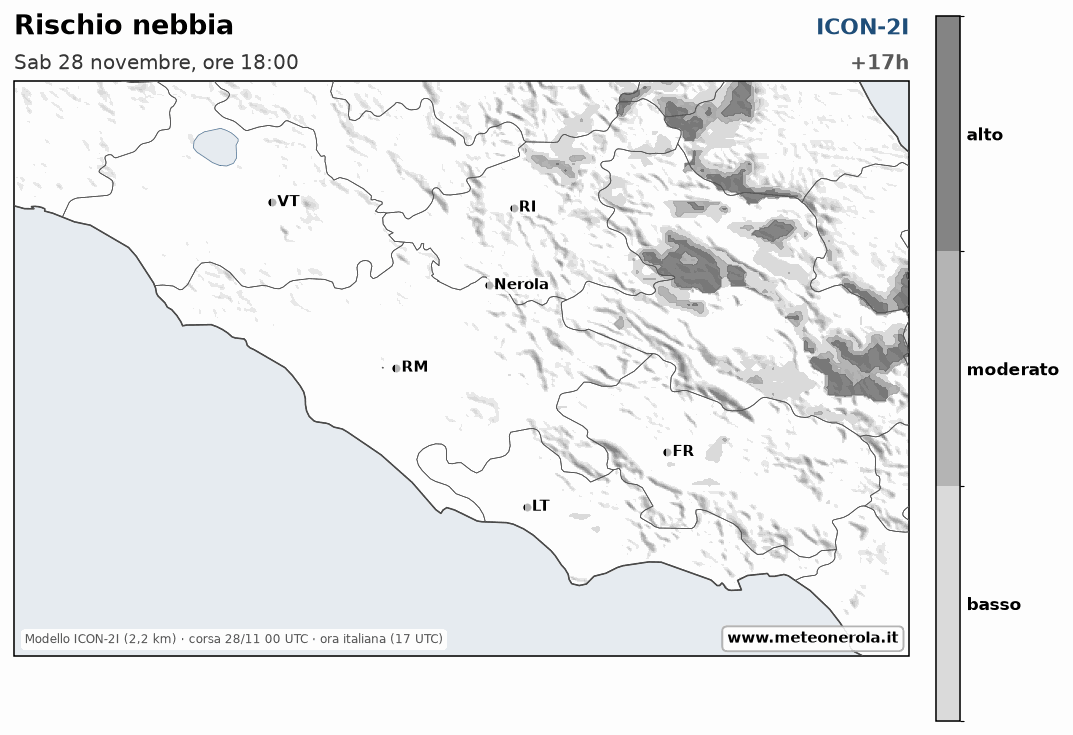 Rischio nebbia
ICON-2I
Sab 28 novembre, ore 18:00
+17h
alto
VT
RI
Nerola
RM
moderato
FR
LT
basso
Modello ICON-2I (2,2 km) · corsa 28/11 00 UTC · ora italiana (17 UTC)
www.meteonerola.it